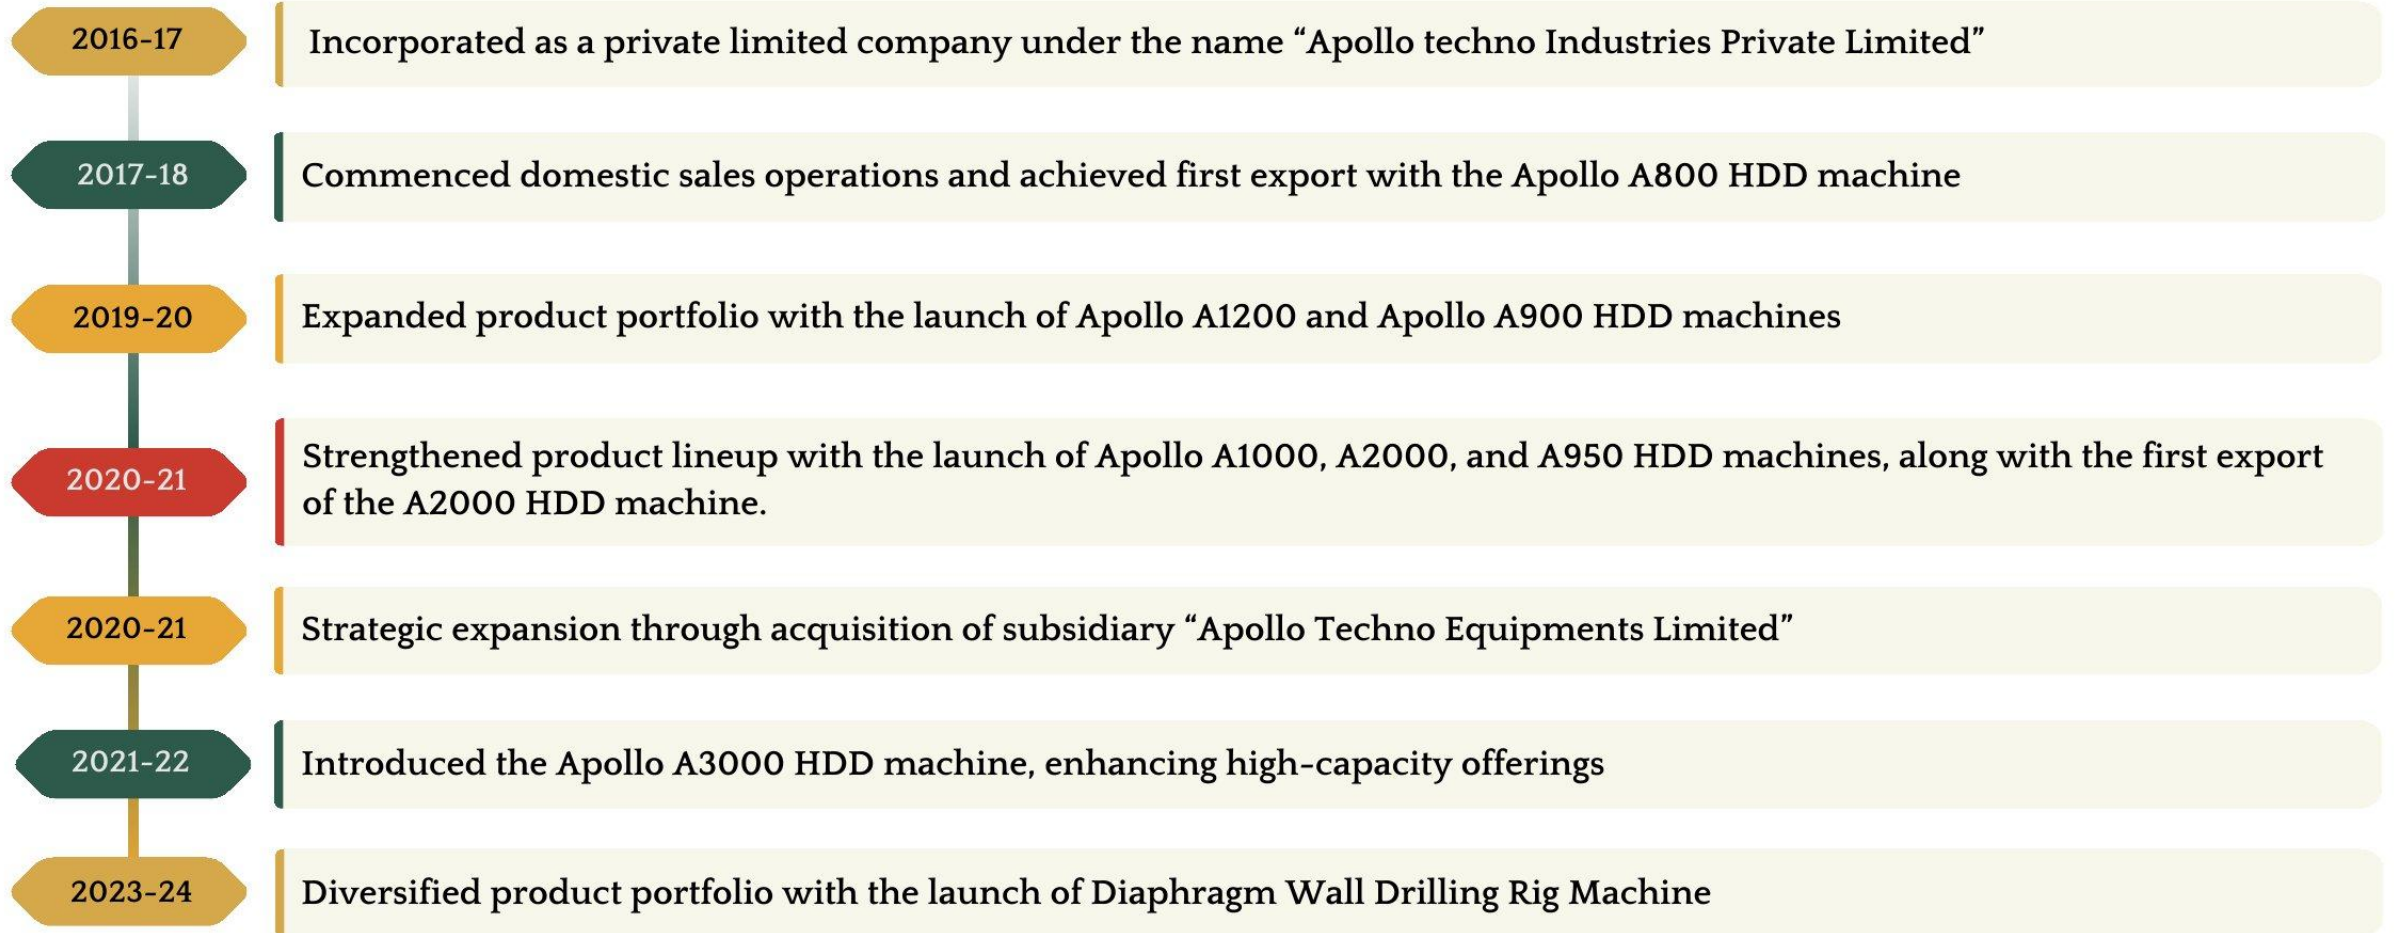 2016-17
Incorporated as a private limited company under the name “Apollo techno Industries Private Limited”
2017-18
Commenced domestic sales operations and achieved first export with the Apollo A800 HDD machine
2019-20
Expanded product portfolio with the launch of Apollo A1200 and Apollo A900 HDD machines
2020-21
Strengthened product lineup with the launch of Apollo A1000, A2000, and A950 HDD machines, along with the first export
of the A2000 HDD machine.
2020-21
Strategic expansion through acquisition of subsidiary “Apollo Techno Equipments Limited”
2021-22
Introduced the Apollo A3000 HDD machine, enhancing high-capacity offerings
2023-24
Diversified product portfolio with the launch of Diaphragm Wall Drilling Rig Machine